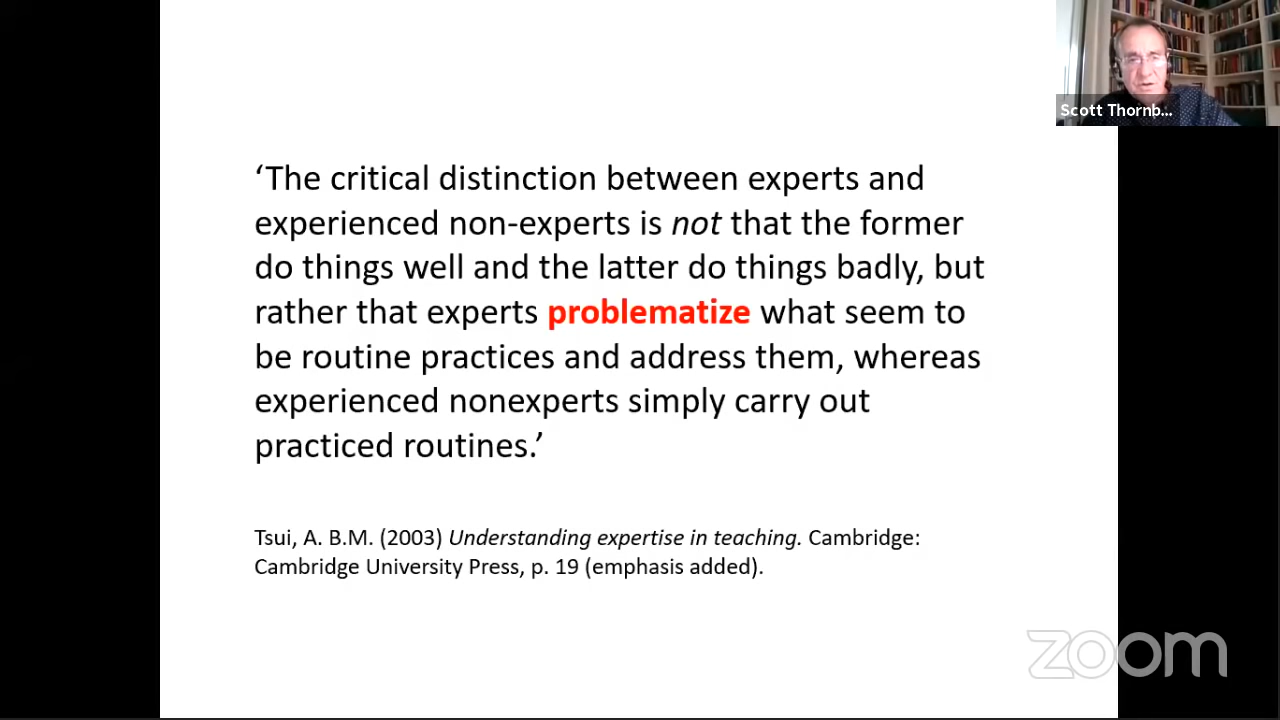 Scott Thornb...
‘The critical distinction between experts and
experienced non-experts is not that the former
do things well and the latter do things badly, but
rather that experts problematize what seem to
be routine practices and address them, whereas
experienced nonexperts simply carry out
practiced routines.’
Tsui, A. B.M. (2003) Understanding expertise in teaching. Cambridge:
Cambridge University Press, p. 19 (emphasis added).
zoom